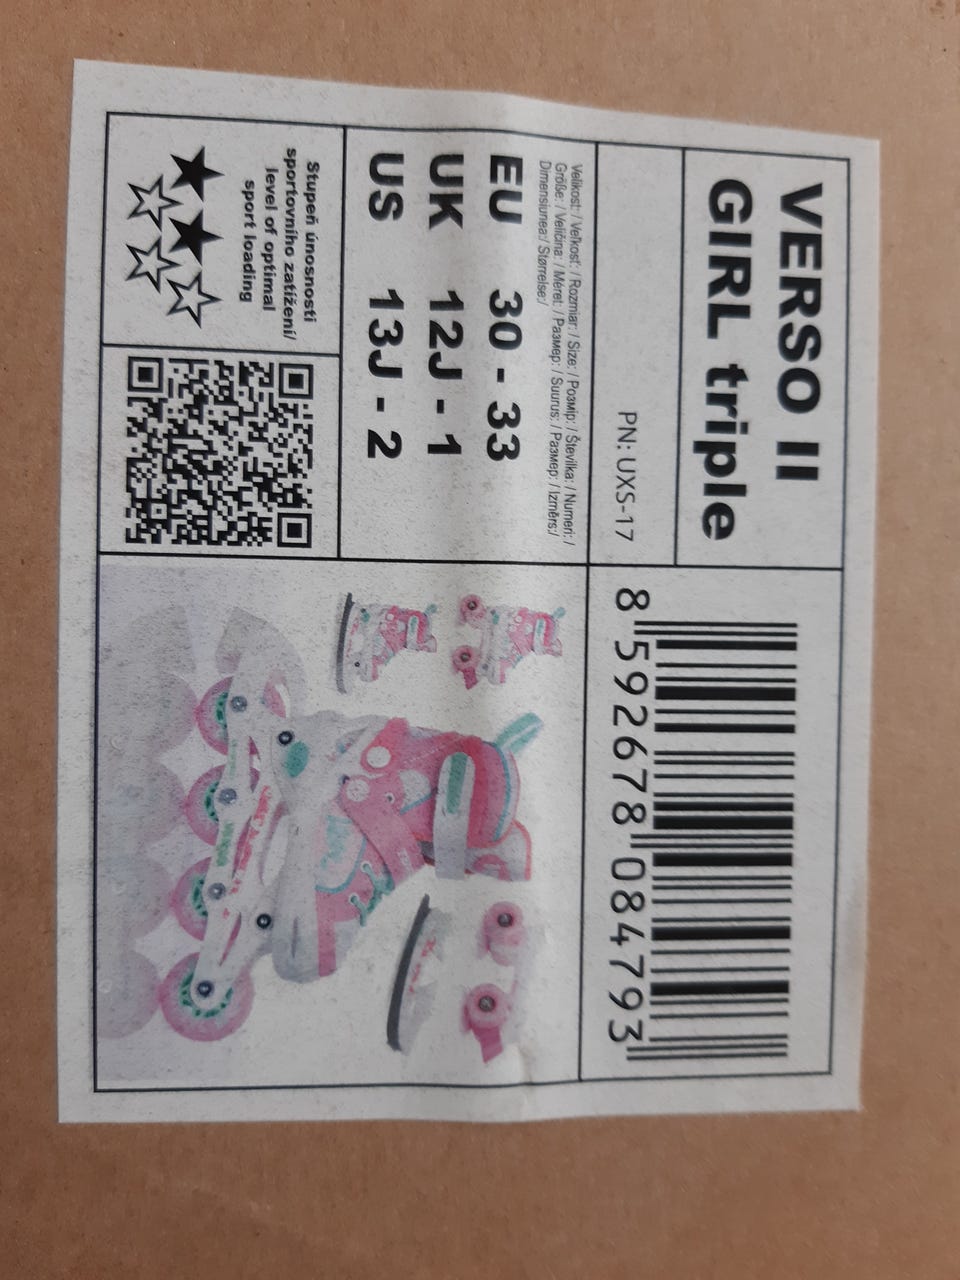 VERSO II
GIRL triple
PN: UXS-17
8 592678 084793
Velikost: / Veľkosť: / Rozmiar: / Size: / Розмір: / Številka: / Numeri: /
Größe: / Veličina: / Méret: / Размер: / Suurus: / Размер: / Izmērs:/
Dimensiunea:/ Størrelse:/
EU 30 - 33
UK 12J - 1
US 13J - 2
Stupeň únosnosti
sportovního zatížení/
level of optimal
sport loading